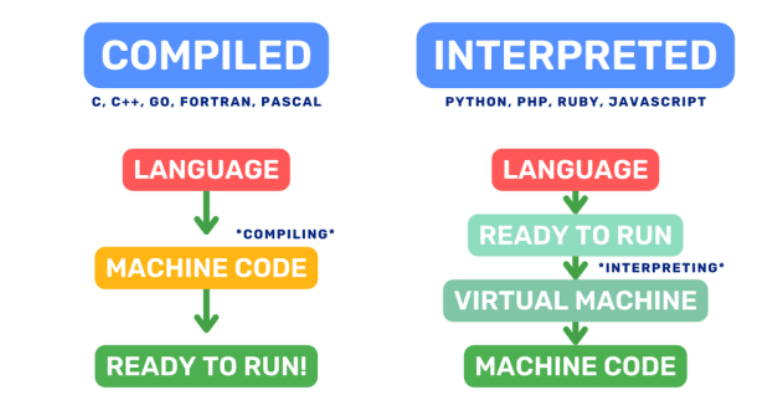 COMPILED
C, C++, GO, FORTRAN, PASCAL
LANGUAGE
*COMPILING*
MACHINE CODE
READY TO RUN!
INTERPRETED
PYTHON, PHP, RUBY, JAVASCRIPT
LANGUAGE
READY TO RUN
*INTERPRETING*
VIRTUAL MACHINE
MACHINE CODE